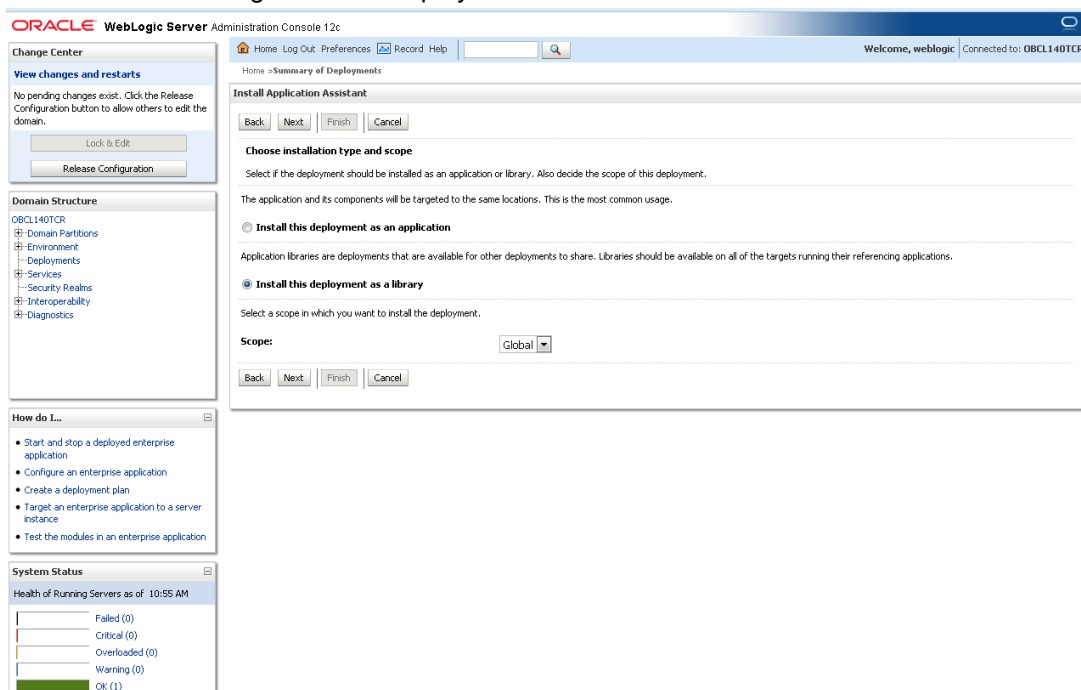 ORACLE WebLogic Server Administration Console 12c
Change Center
View changes and restarts
No pending changes exist. Click the Release
Configuration button to allow others to edit the
domain.
Lock & Edit
Release Configuration
Domain Structure
OBCL140TCR
Domain Partitions
Environment
Deployments
Services
Security Realms
Interoperability
Diagnostics
How do I...
Start and stop a deployed enterprise
application
Configure an enterprise application
Create a deployment plan
Target an enterprise application to a server
instance
Test the modules in an enterprise application
System Status
Health of Running Servers as of 10:55 AM
Failed (0)
Critical (0)
Overloaded (0)
Warning (0)
OK (1)
Home Log Out Preferences Record Help
Welcome, weblogic Connected to: OBCL140TCR
Home >Summary of Deployments
Install Application Assistant
Back Next Finish Cancel
Choose installation type and scope
Select if the deployment should be installed as an application or library. Also decide the scope of this deployment.
The application and its components will be targeted to the same locations. This is the most common usage.
Install this deployment as an application
Application libraries are deployments that are available for other deployments to share. Libraries should be available on all of the targets running their referencing applications.
Install this deployment as a library
Select a scope in which you want to install the deployment.
Scope: Global
Back Next Finish Cancel